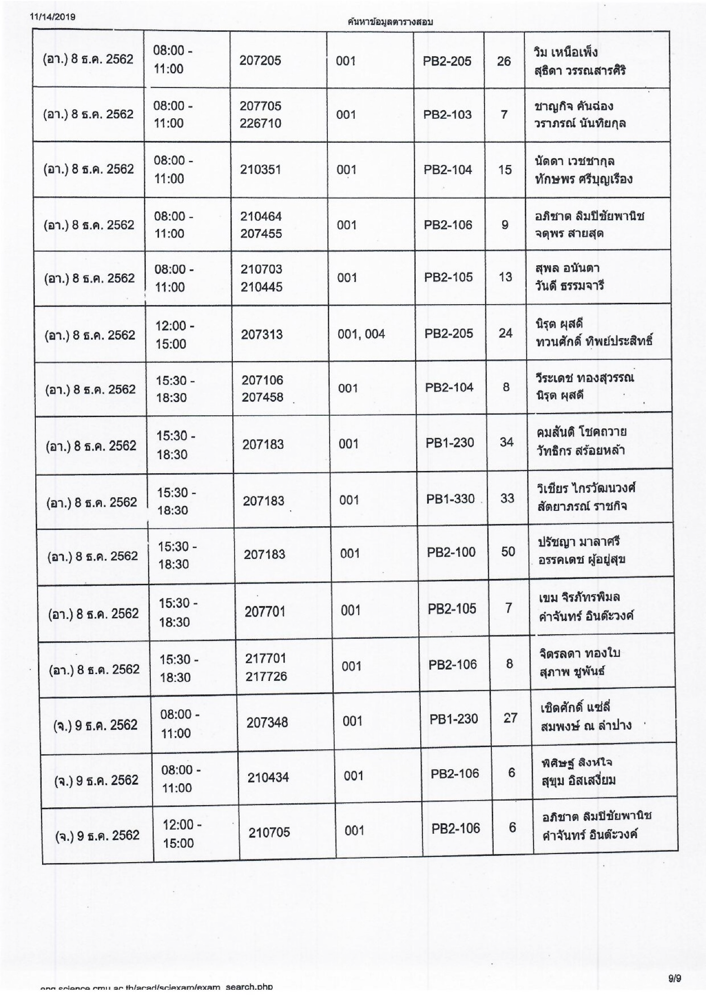 11/14/2019
ค้นหาข้อมูลตารางสอบ
(อา.) 8 ธ.ค. 2562 08:00 - 11:00 207205 001 PB2-205 26 วิม เหนือเพ็ง
สุธิดา วรรณสารศิริ
(อา.) 8 ธ.ค. 2562 08:00 - 11:00 207705 226710 001 PB2-103 7 ชาญกิจ คันฉ่อง
วราภรณ์ นันทิยกุล
(อา.) 8 ธ.ค. 2562 08:00 - 11:00 210351 001 PB2-104 15 นัดดา เวชชากุล
ทักษพร ศรีบุญเรือง
(อา.) 8 ธ.ค. 2562 08:00 - 11:00 210464 207455 001 PB2-106 9 อภิชาต ลิมปิชัยพานิช
จตุพร สายสุด
(อา.) 8 ธ.ค. 2562 08:00 - 11:00 210703 210445 001 PB2-105 13 สุพล อนันตา
วันดี ธรรมจารี
(อา.) 8 ธ.ค. 2562 12:00 - 15:00 207313 001, 004 PB2-205 24 นิรุต ผุสดี
ทวนศักดิ์ ทิพย์ประสิทธิ์
(อา.) 8 ธ.ค. 2562 15:30 - 18:30 207106 207458 001 PB2-104 8 วีระเดช ทองสุวรรณ
นิรุต ผุสดี
(อา.) 8 ธ.ค. 2562 15:30 - 18:30 207183 001 PB1-230 34 คมสันติ โชคถวาย
วัทธิกร สร้อยหล้า
(อา.) 8 ธ.ค. 2562 15:30 - 18:30 207183 001 PB1-330 33 วิเชียร ไกรวัฒนวงศ์
สัตยาภรณ์ ราชกิจ
(อา.) 8 ธ.ค. 2562 15:30 - 18:30 207183 001 PB2-100 50 ปรัชญา มาลาศรี
อรรคเดช ผู้อยู่สุข
(อา.) 8 ธ.ค. 2562 15:30 - 18:30 207701 001 PB2-105 7 เขม จิรภัทรพิมล
คำจันทร์ อินต๊ะวงค์
(อา.) 8 ธ.ค. 2562 15:30 - 18:30 217701 217726 001 PB2-106 8 จิตรลดา ทองใบ
สุภาพ ชูพันธ์
(จ.) 9 ธ.ค. 2562 08:00 - 11:00 207348 001 PB1-230 27 เชิดศักดิ์ แซ่ลี่
สมพงษ์ ณ ลำปาง
(จ.) 9 ธ.ค. 2562 08:00 - 11:00 210434 001 PB2-106 6 พิศิษฐ์ สิงห์ใจ
สุขุม อิสเสงี่ยม
(จ.) 9 ธ.ค. 2562 12:00 - 15:00 210705 001 PB2-106 6 อภิชาต ลิมปิชัยพานิช
คำจันทร์ อินต๊ะวงค์
9/9
eng.science.cmu.ac.th/acad/sciexam/exam_search.php